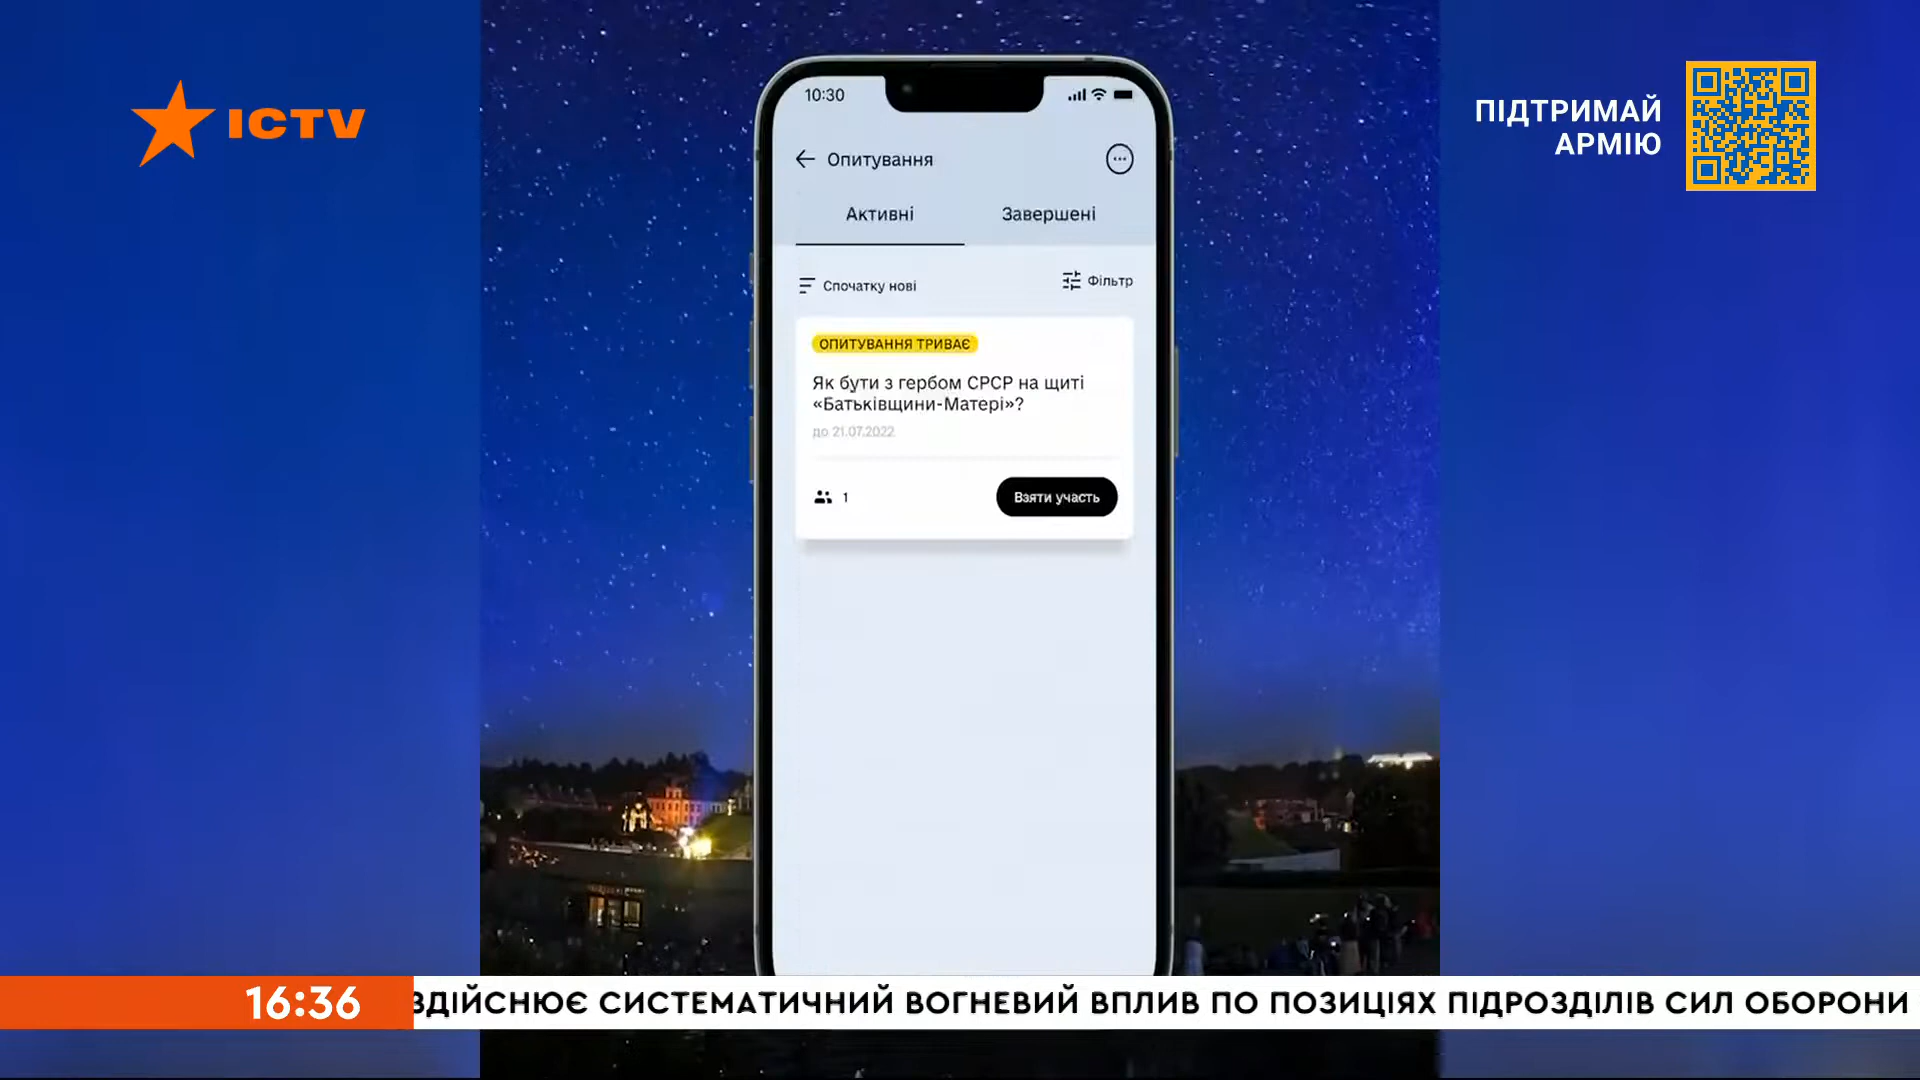 ICTV
ПІДТРИМАЙ
АРМІЮ
10:30
Опитування
Активні
Завершені
Спочатку нові
Фільтр
ОПИТУВАННЯ ТРИВАЄ
Як бути з гербом СРСР на щиті
«Батьківщини-Матері»?
до 21.07.2022
1
Взяти участь
16:36
ЗДІЙСНЮЄ СИСТЕМАТИЧНИЙ ВОГНЕВИЙ ВПЛИВ ПО ПОЗИЦІЯХ ПІДРОЗДІЛІВ СИЛ ОБОРОНИ